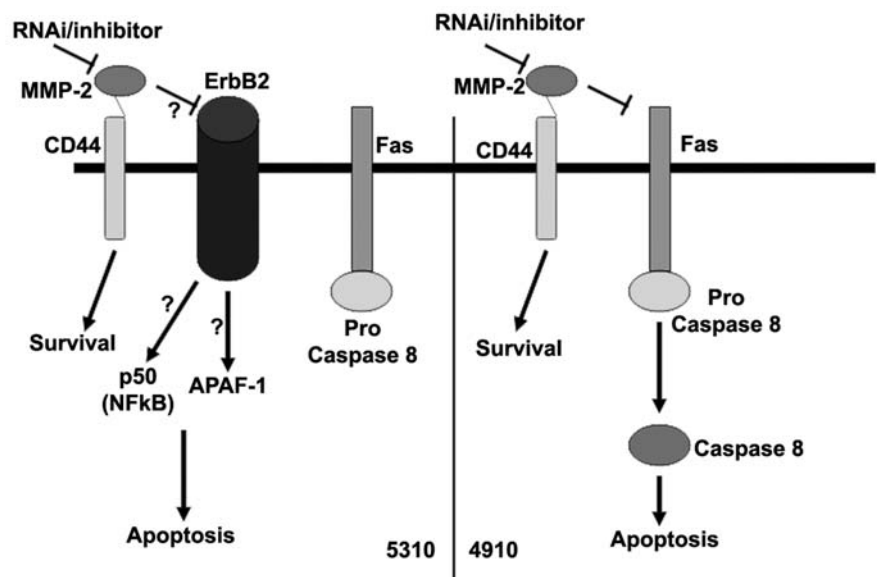 RNAi/inhibitor
MMP-2
?
ErbB2
CD44
Fas
?
?
Survival
p50
(NFkB)
APAF-1
Pro
Caspase 8
Apoptosis
5310
RNAi/inhibitor
MMP-2
CD44
Fas
Survival
Pro
Caspase 8
Caspase 8
Apoptosis
4910